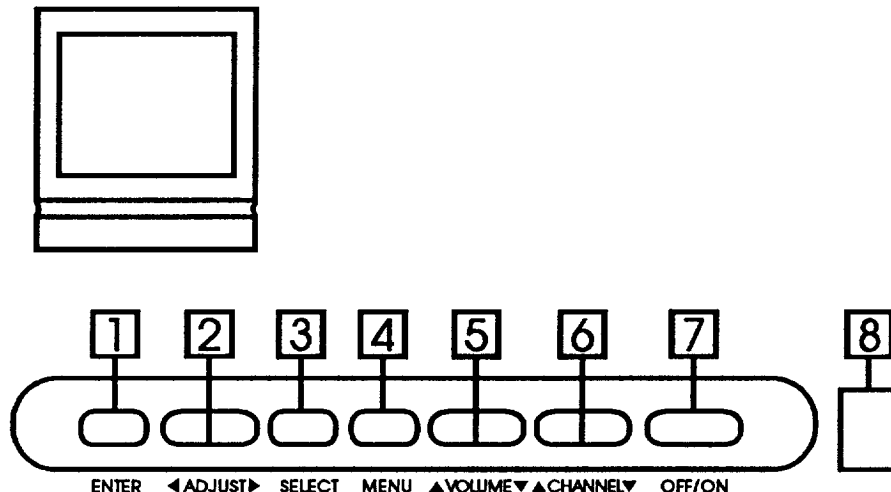 1 2 3 4 5 6 7 8
ENTER ◀ADJUST▶ SELECT MENU ▲VOLUME▼ ▲CHANNEL▼ OFF/ON